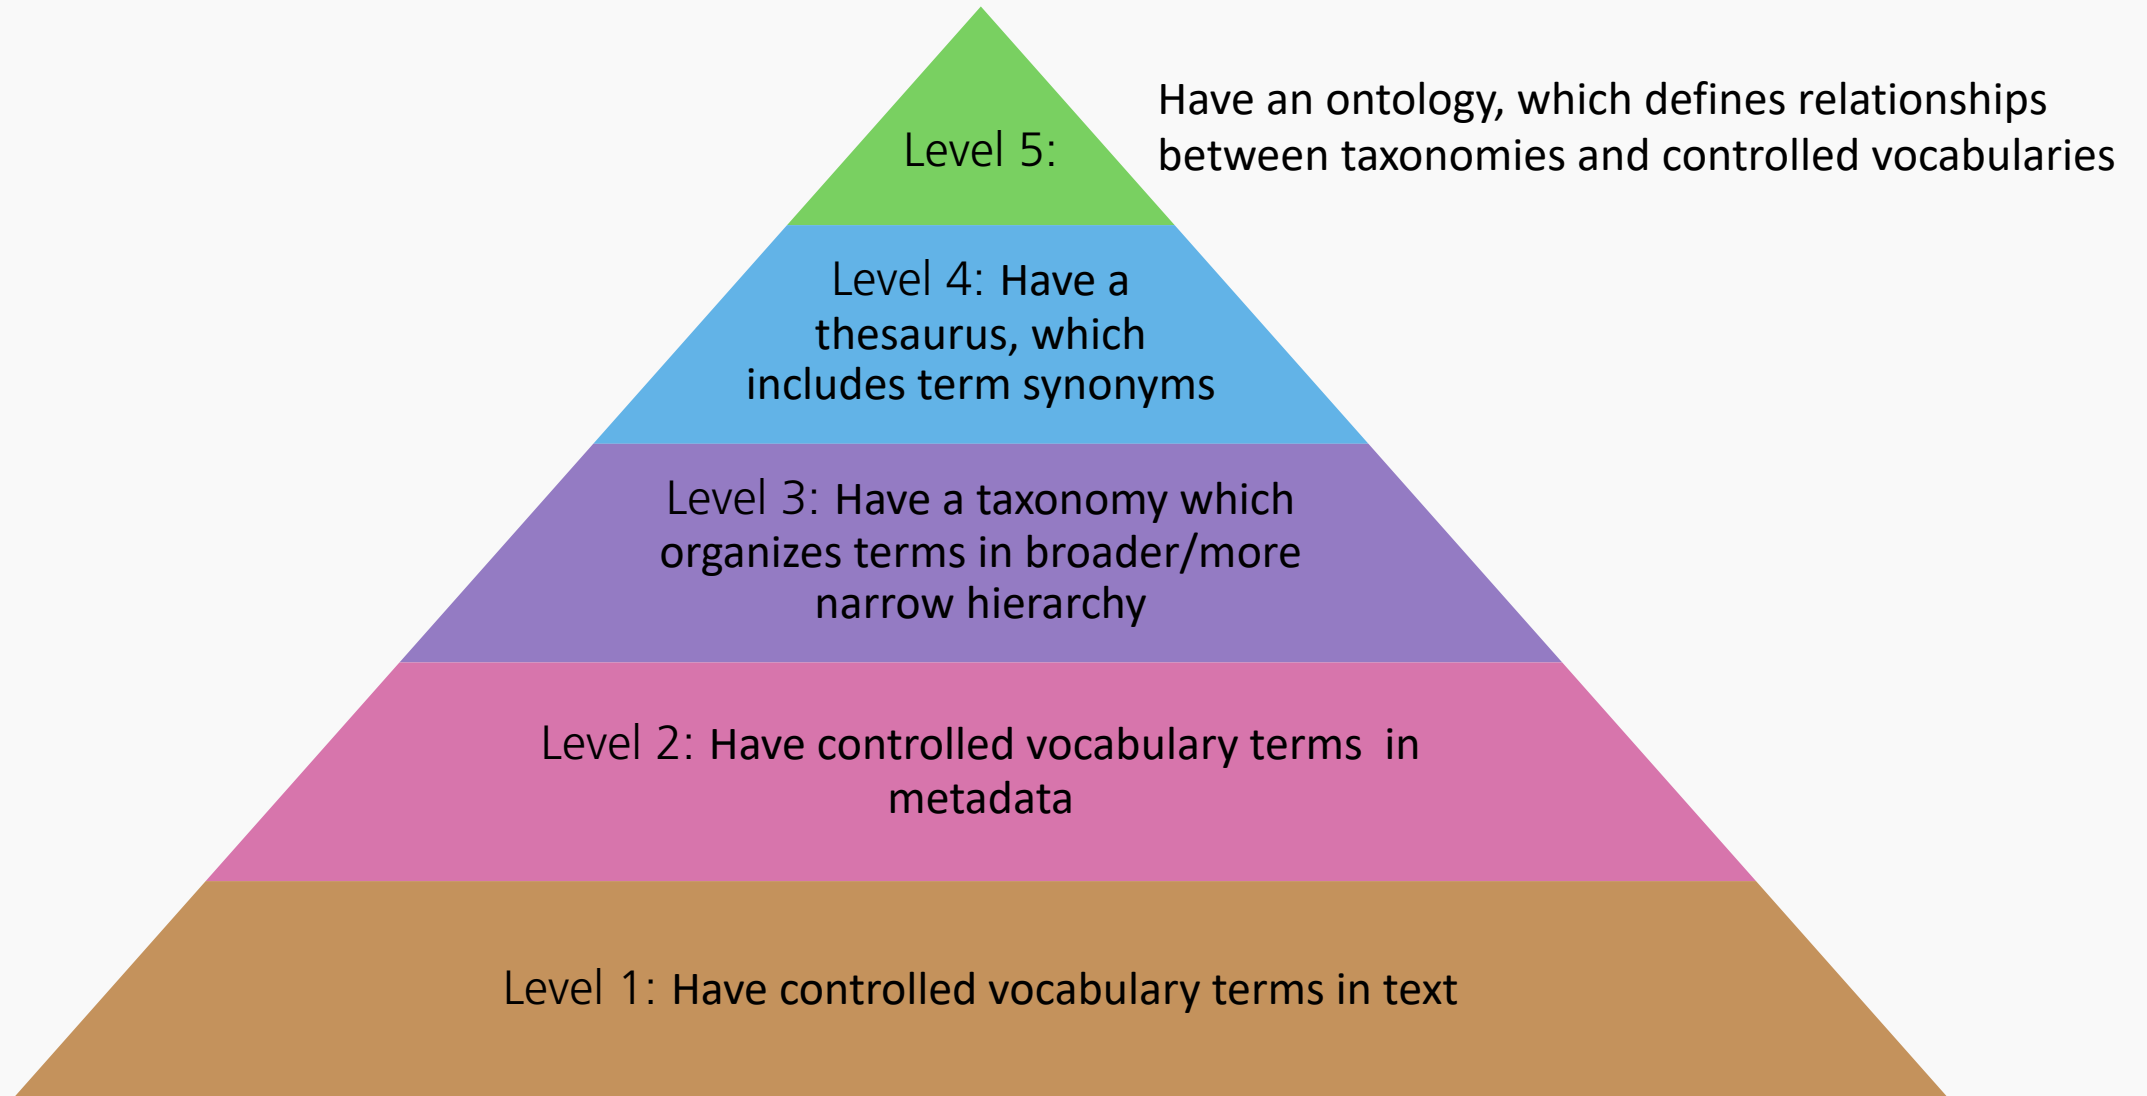 Level 5:
Have an ontology, which defines relationships
between taxonomies and controlled vocabularies
Level 4: Have a
thesaurus, which
includes term synonyms
Level 3: Have a taxonomy which
organizes terms in broader/more
narrow hierarchy
Level 2: Have controlled vocabulary terms  in
metadata
Level 1: Have controlled vocabulary terms in text